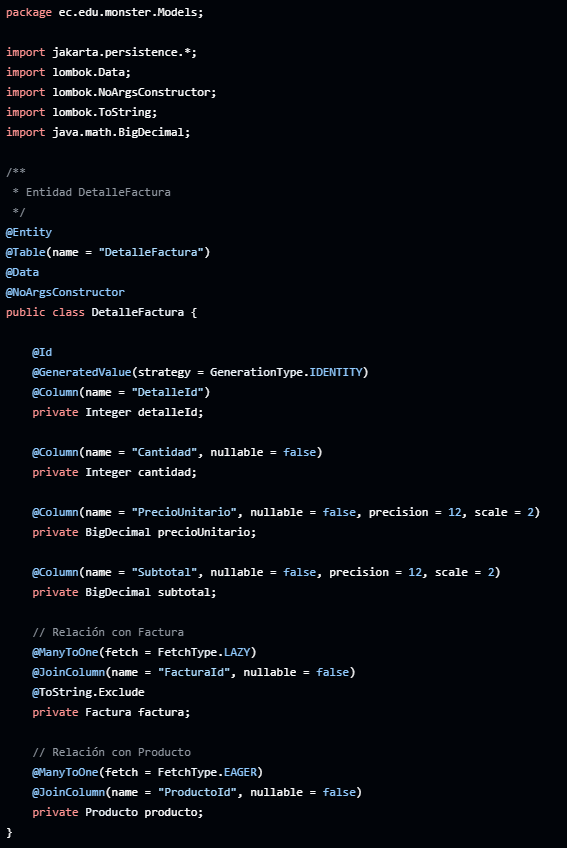 package ec.edu.monster.Models;

import jakarta.persistence.*;
import lombok.Data;
import lombok.NoArgsConstructor;
import lombok.ToString;
import java.math.BigDecimal;

/**
 * Entidad DetalleFactura
 */
@Entity
@Table(name = "DetalleFactura")
@Data
@NoArgsConstructor
public class DetalleFactura {

    @Id
    @GeneratedValue(strategy = GenerationType.IDENTITY)
    @Column(name = "DetalleId")
    private Integer detalleId;

    @Column(name = "Cantidad", nullable = false)
    private Integer cantidad;

    @Column(name = "PrecioUnitario", nullable = false, precision = 12, scale = 2)
    private BigDecimal precioUnitario;

    @Column(name = "Subtotal", nullable = false, precision = 12, scale = 2)
    private BigDecimal subtotal;

    // Relación con Factura
    @ManyToOne(fetch = FetchType.LAZY)
    @JoinColumn(name = "FacturaId", nullable = false)
    @ToString.Exclude
    private Factura factura;

    // Relación con Producto
    @ManyToOne(fetch = FetchType.EAGER)
    @JoinColumn(name = "ProductoId", nullable = false)
    private Producto producto;
}